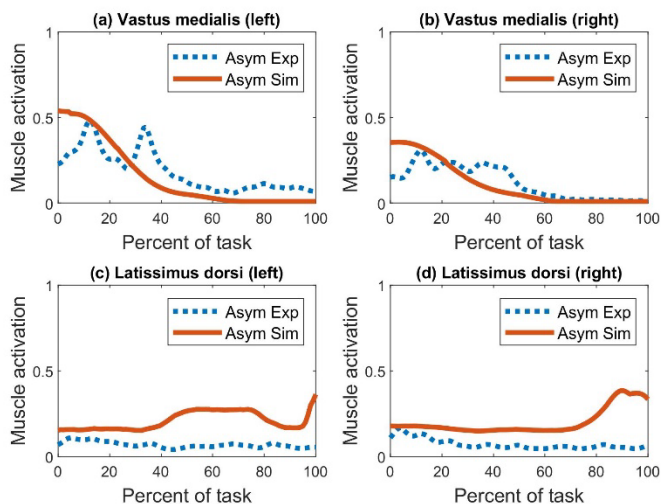 (a) Vastus medialis (left)
1
0.5
0
Muscle activation
Asym Exp
Asym Sim
0 20 40 60 80 100
Percent of task
(b) Vastus medialis (right)
1
0.5
0
Muscle activation
Asym Exp
Asym Sim
0 20 40 60 80 100
Percent of task
(c) Latissimus dorsi (left)
1
0.5
0
Muscle activation
Asym Exp
Asym Sim
0 20 40 60 80 100
Percent of task
(d) Latissimus dorsi (right)
1
0.5
0
Muscle activation
Asym Exp
Asym Sim
0 20 40 60 80 100
Percent of task